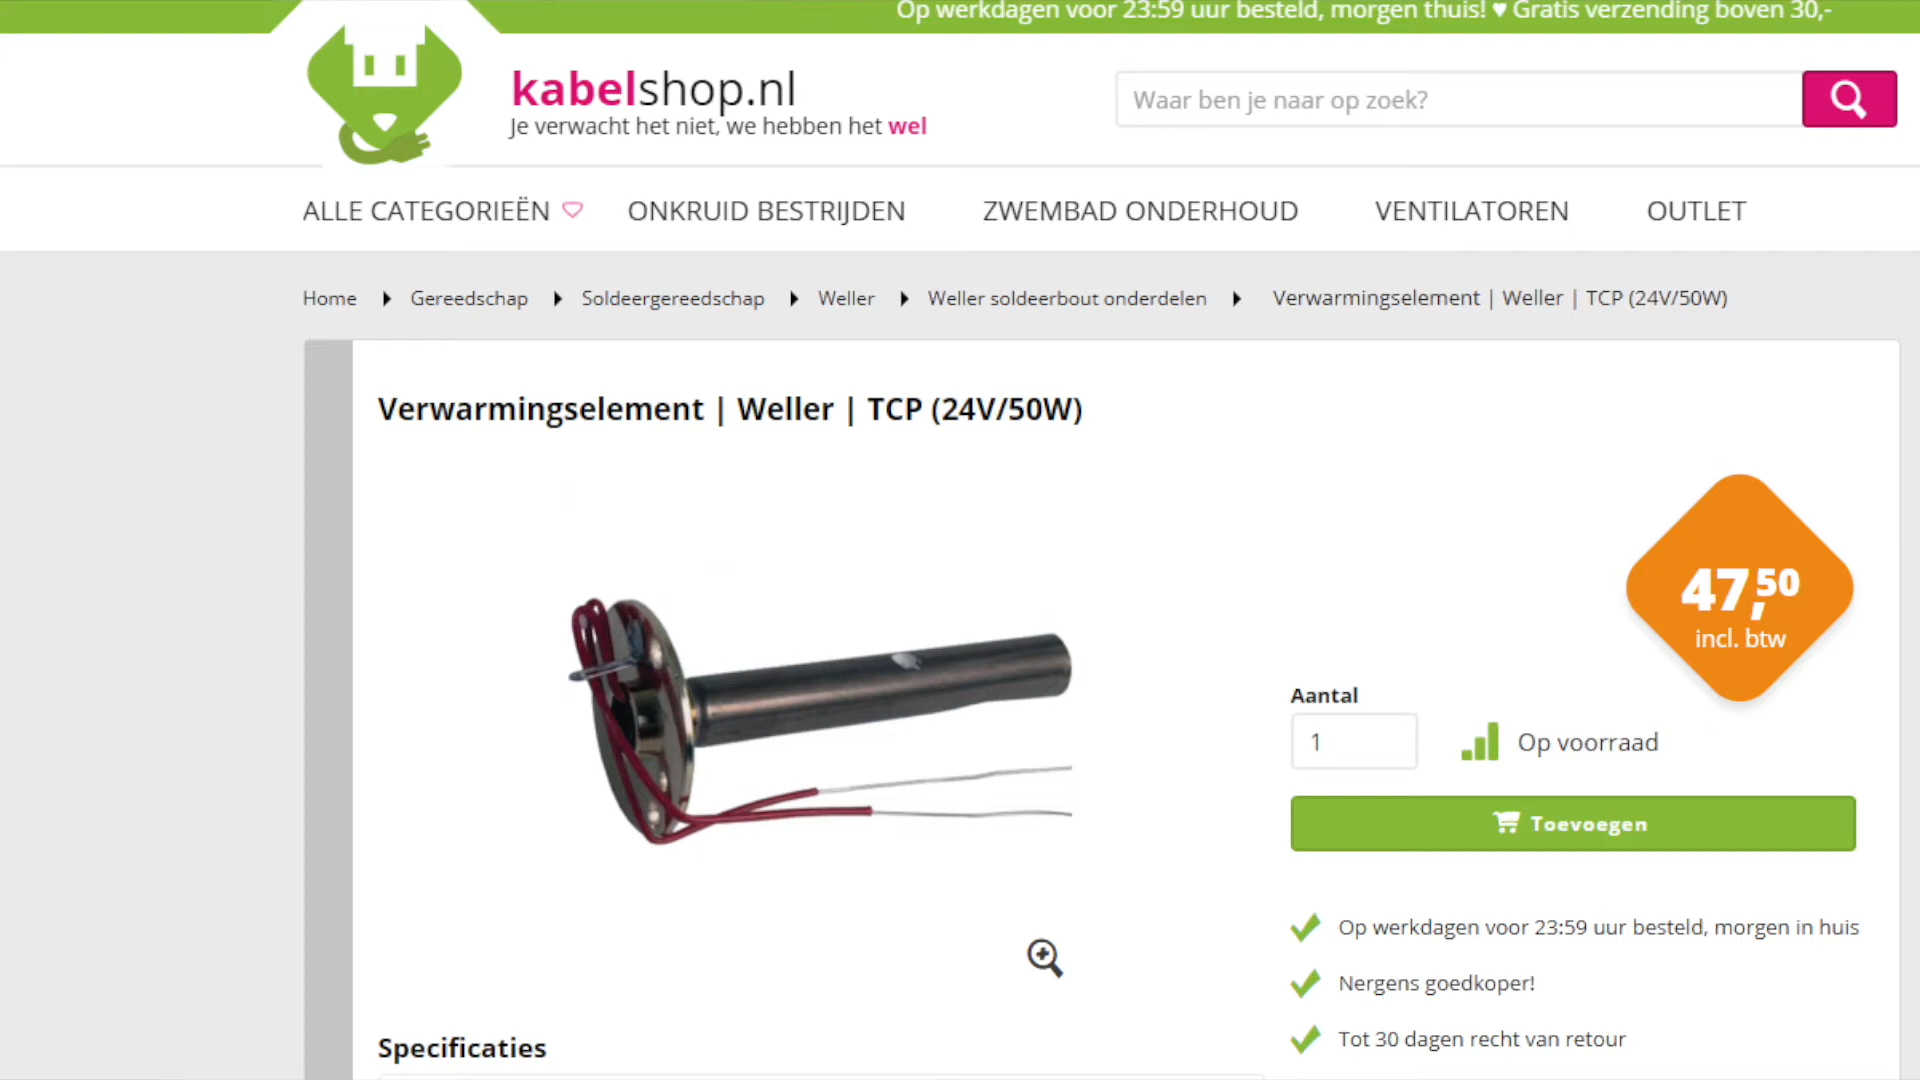 Op werkdagen voor 23:59 uur besteld, morgen thuis! ♥ Gratis verzending boven 30,-
kabelshop.nl
Je verwacht het niet, we hebben het wel
Waar ben je naar op zoek?
ALLE CATEGORIEËN ONKRUID BESTRIJDEN ZWEMBAD ONDERHOUD VENTILATOREN OUTLET
Home Gereedschap Soldeergereedschap Weller Weller soldeerbout onderdelen Verwarmingselement | Weller | TCP (24V/50W)
Verwarmingselement | Weller | TCP (24V/50W)
47,50
incl. btw
Aantal
1 Op voorraad
Toevoegen
Op werkdagen voor 23:59 uur besteld, morgen in huis
Nergens goedkoper!
Tot 30 dagen recht van retour
Specificaties